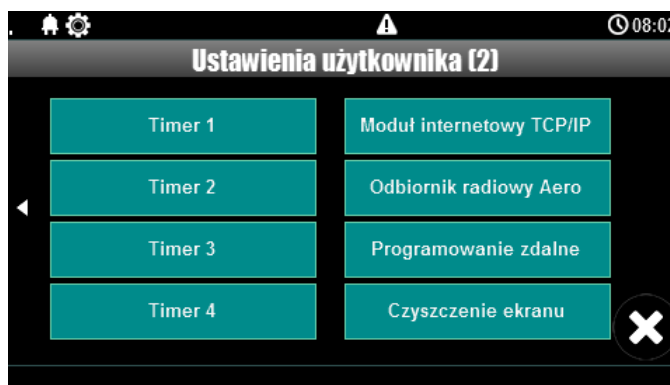 08:02
Ustawienia użytkownika (2)
Timer 1
Moduł internetowy TCP/IP
Timer 2
Odbiornik radiowy Aero
Timer 3
Programowanie zdalne
Timer 4
Czyszczenie ekranu